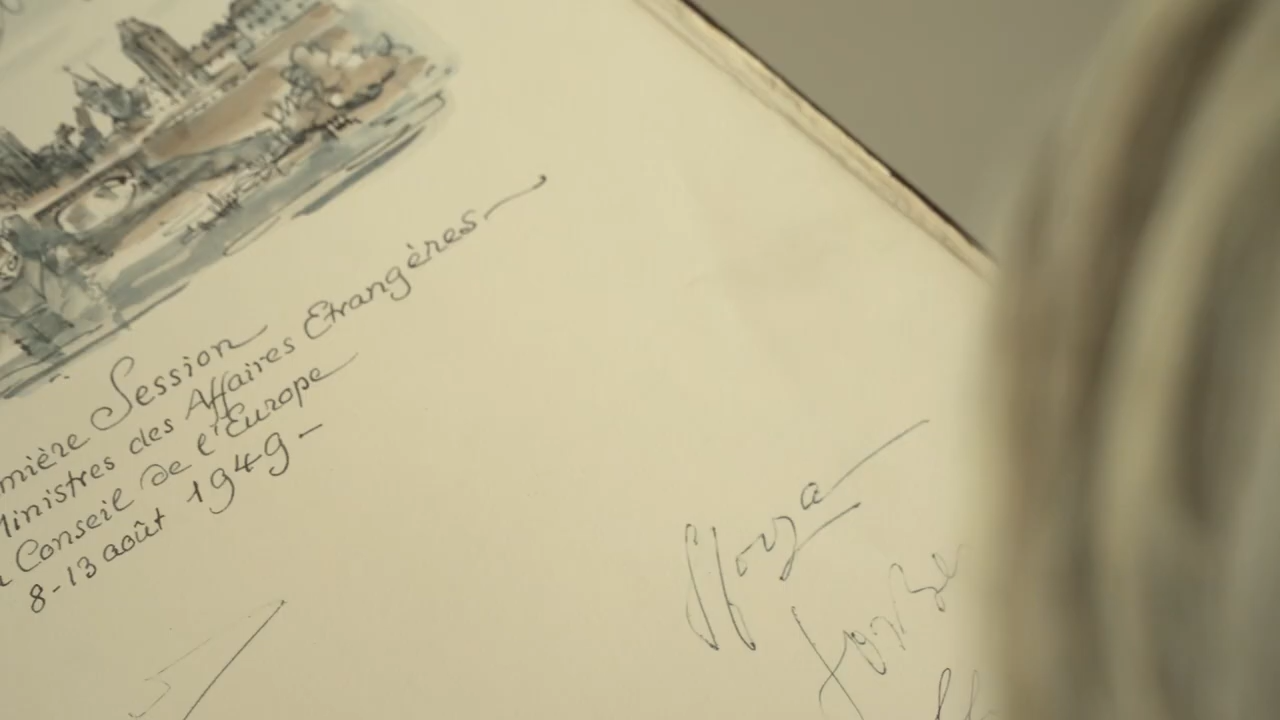 mière Session
Ministres des Affaires Etrangères
Conseil de l'Europe
8-13 août 1949
Sforza